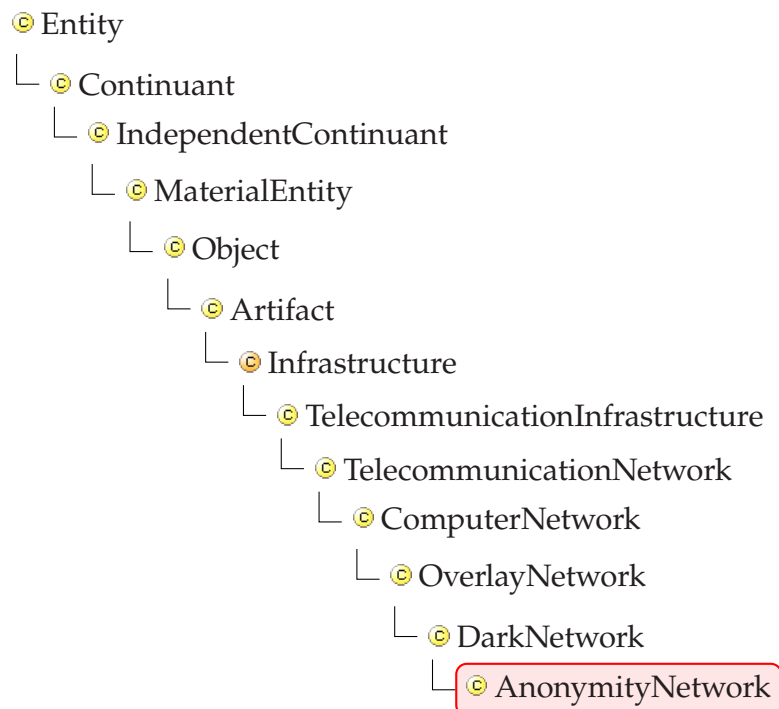 C Entity
C Continuant
C IndependentContinuant
C MaterialEntity
C Object
C Artifact
C Infrastructure
C TelecommunicationInfrastructure
C TelecommunicationNetwork
C ComputerNetwork
C OverlayNetwork
C DarkNetwork
C AnonymityNetwork